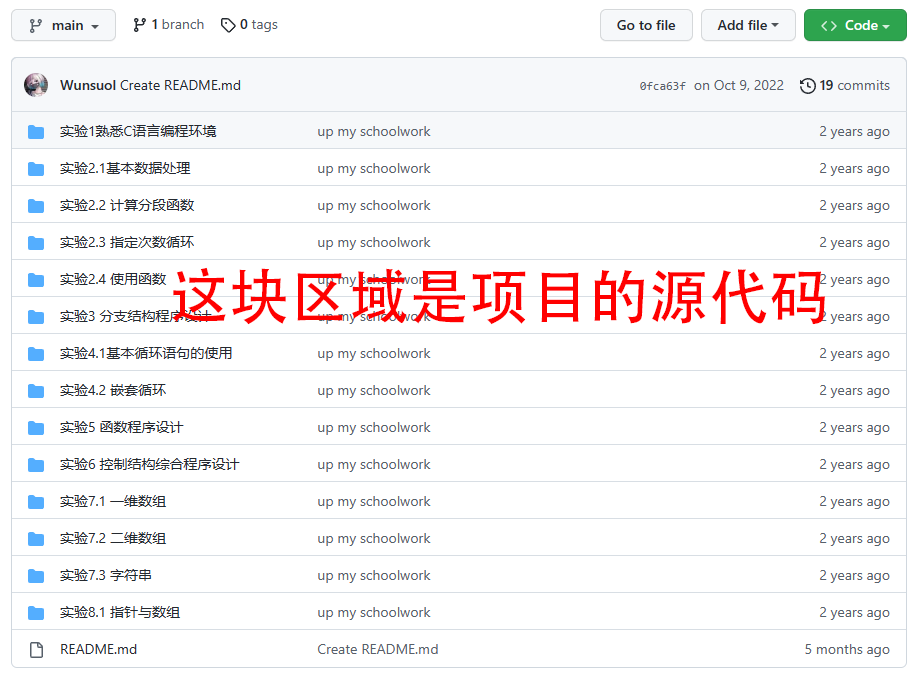 main 1 branch 0 tags Go to file Add file Code
Wunsuol Create README.md 0fca63f on Oct 9, 2022 19 commits
实验1熟悉C语言编程环境 up my schoolwork 2 years ago
实验2.1基本数据处理 up my schoolwork 2 years ago
实验2.2 计算分段函数 up my schoolwork 2 years ago
实验2.3 指定次数循环 up my schoolwork 2 years ago
实验2.4 使用函数 up my schoolwork 2 years ago
这块区域是项目的源代码
实验3 分支结构程序设计 up my schoolwork 2 years ago
实验4.1基本循环语句的使用 up my schoolwork 2 years ago
实验4.2 嵌套循环 up my schoolwork 2 years ago
实验5 函数程序设计 up my schoolwork 2 years ago
实验6 控制结构综合程序设计 up my schoolwork 2 years ago
实验7.1 一维数组 up my schoolwork 2 years ago
实验7.2 二维数组 up my schoolwork 2 years ago
实验7.3 字符串 up my schoolwork 2 years ago
实验8.1 指针与数组 up my schoolwork 2 years ago
README.md Create README.md 5 months ago